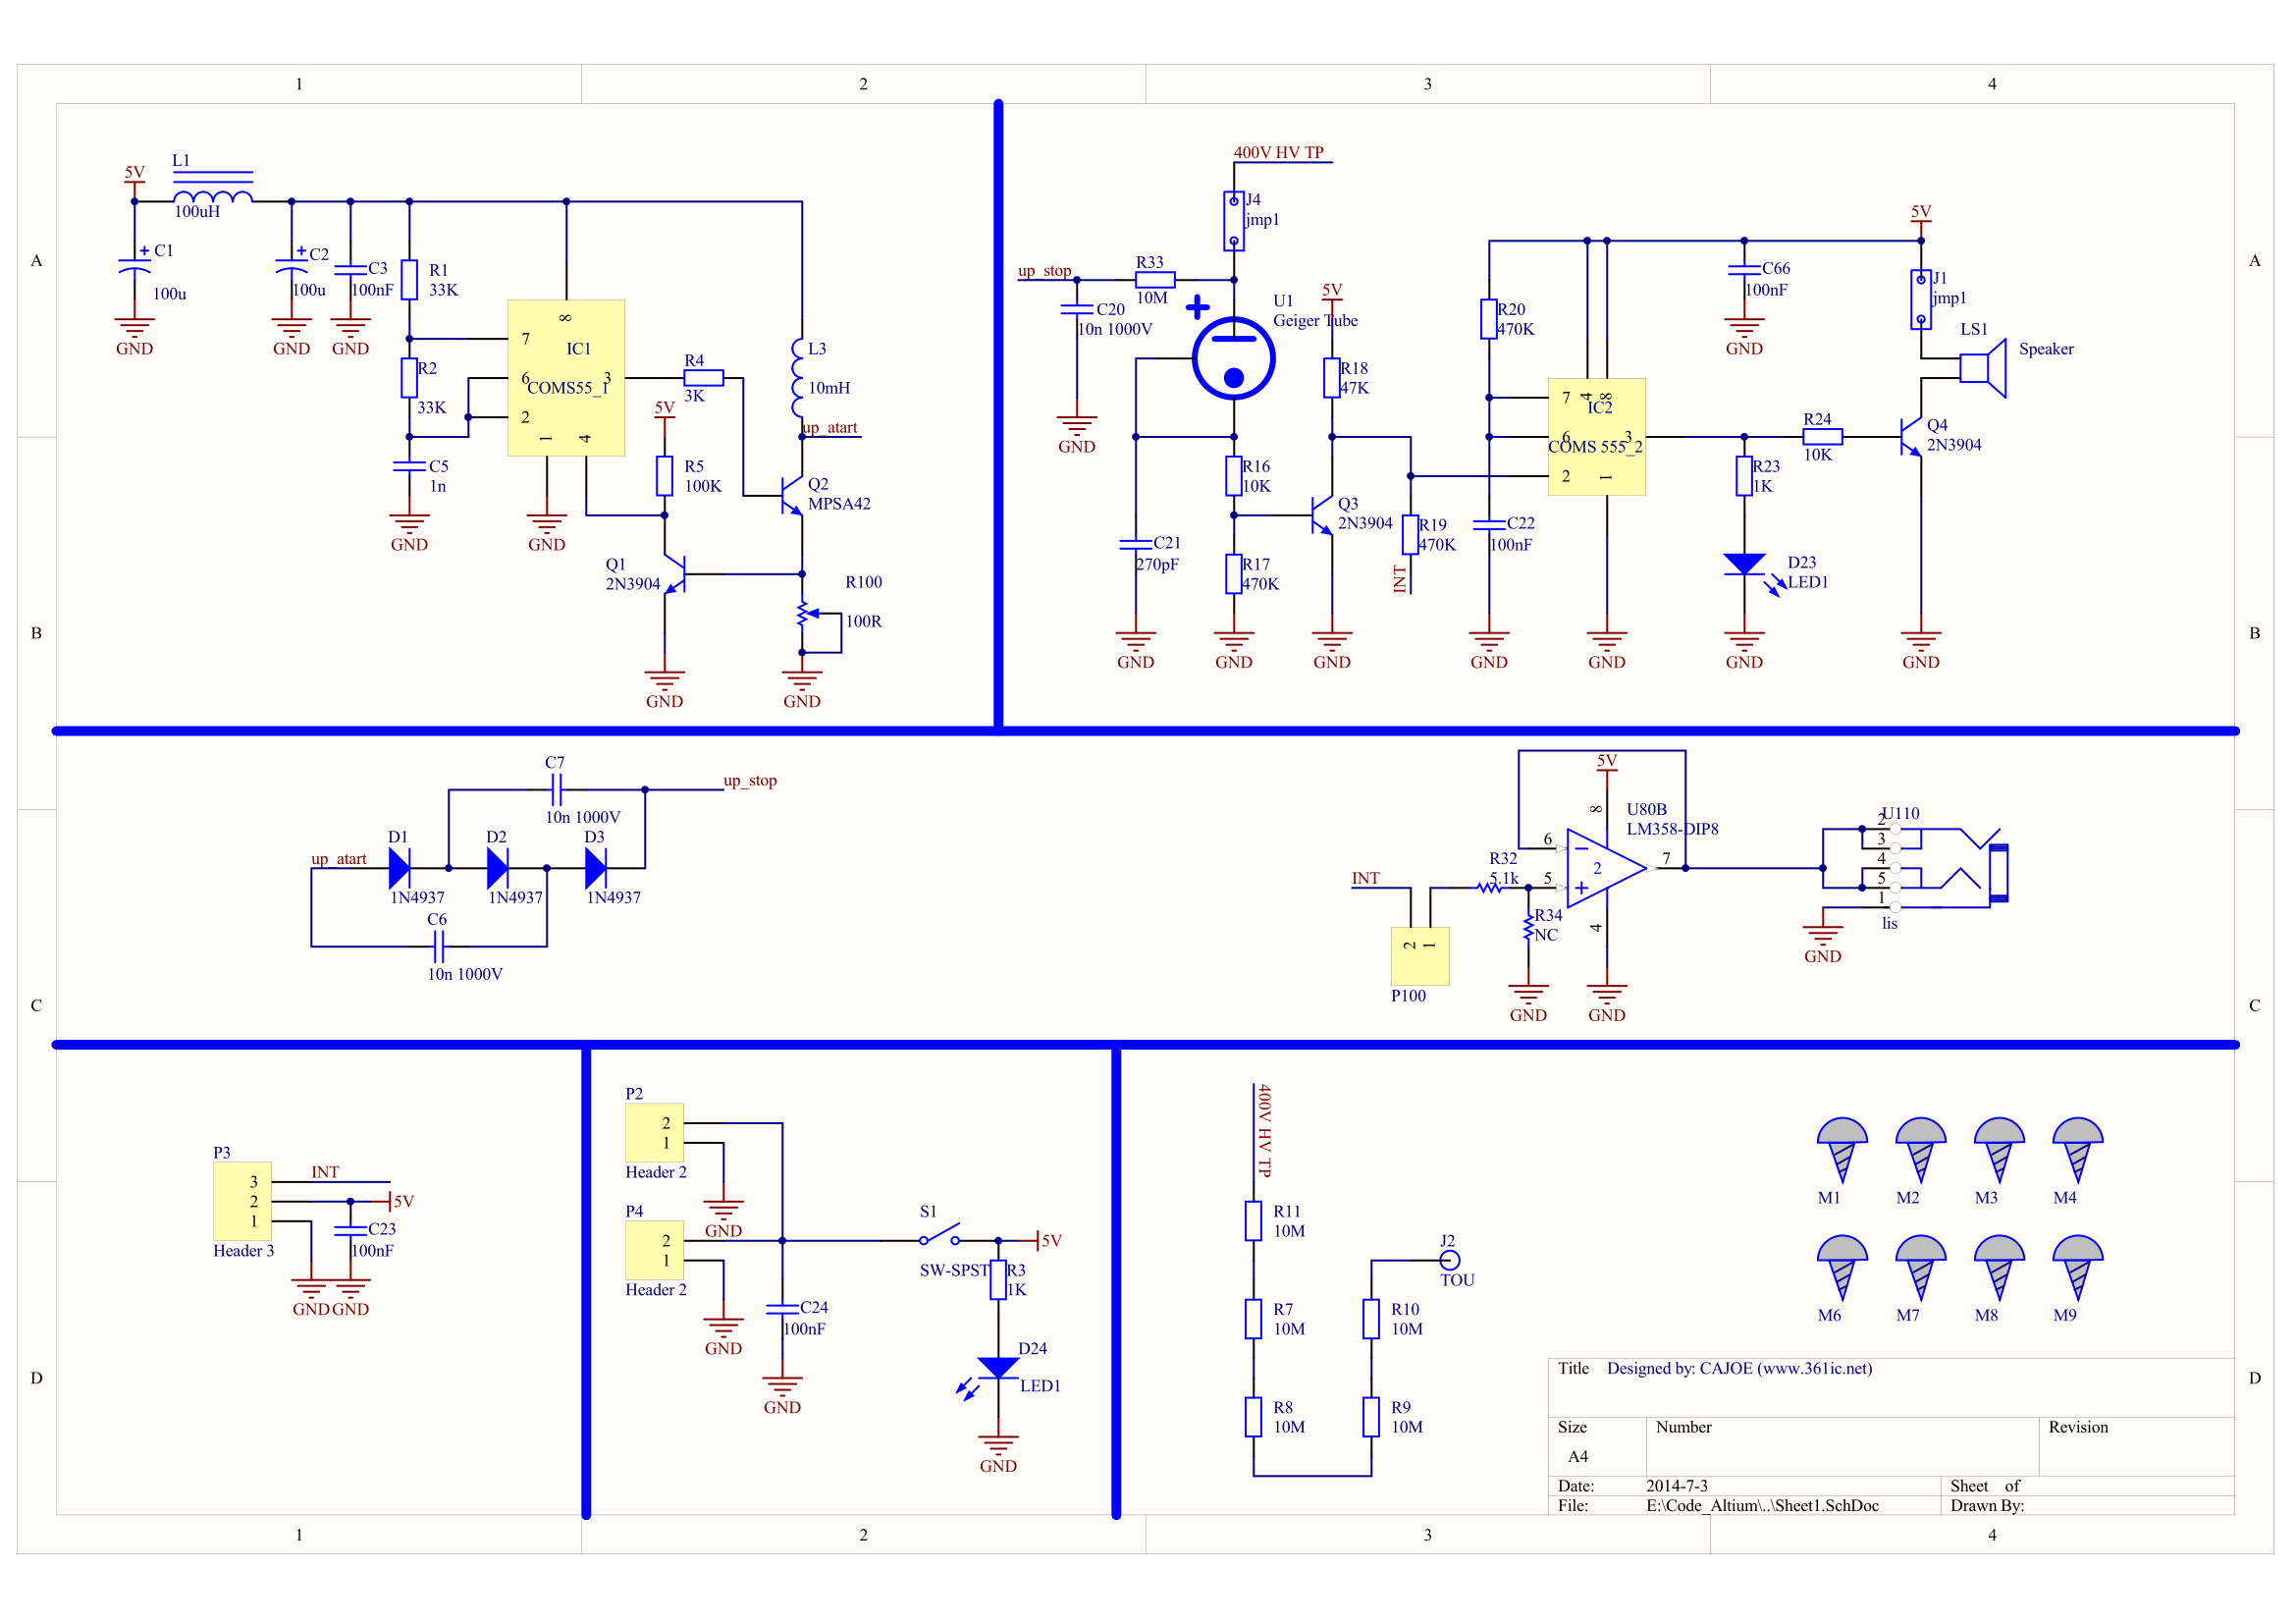 1
2
3
4
A
A
B
B
C
C
D
D
5V
L1
100uH
C1
100u
GND
C2
100u
GND
C3
100nF
GND
R1
33K
R2
33K
C5
1n
GND
8
7
IC1
6
3
COMS55_1
2
1
4
GND
R4
3K
5V
R5
100K
L3
10mH
up_atart
Q2
MPSA42
Q1
2N3904
R100
100R
GND
GND
400V HV TP
J4
jmp1
up_stop
R33
10M
C20
10n 1000V
GND
U1
Geiger Tube
5V
R18
47K
R16
10K
Q3
2N3904
C21
270pF
R17
470K
R19
470K
INT
GND
GND
GND
R20
470K
C22
100nF
GND
7
4
8
IC2
6
3
COMS 555_2
2
1
GND
C66
100nF
GND
5V
J1
jmp1
LS1
Speaker
R24
10K
Q4
2N3904
R23
1K
D23
LED1
GND
GND
C7
10n 1000V
up_stop
D1
D2
D3
up_atart
1N4937
1N4937
1N4937
C6
10n 1000V
5V
8
U80B
LM358-DIP8
6
2
7
5
4
INT
R32
5.1k
R34
NC
2
1
P100
GND
GND
U110
2
3
4
5
1
lis
GND
P3
3
2
1
Header 3
INT
5V
C23
100nF
GND
GND
P2
2
1
Header 2
GND
P4
2
1
Header 2
GND
C24
100nF
GND
S1
SW-SPST
5V
R3
1K
D24
LED1
GND
400V HV TP
R11
10M
R7
10M
R8
10M
J2
TOU
R10
10M
R9
10M
M1
M2
M3
M4
M6
M7
M8
M9
Title Designed by: CAJOE (www.361ic.net)
Size
A4
Number
Revision
Date: 2014-7-3
Sheet of
File: E:\Code_Altium\..\Sheet1.SchDoc
Drawn By:
1
2
3
4